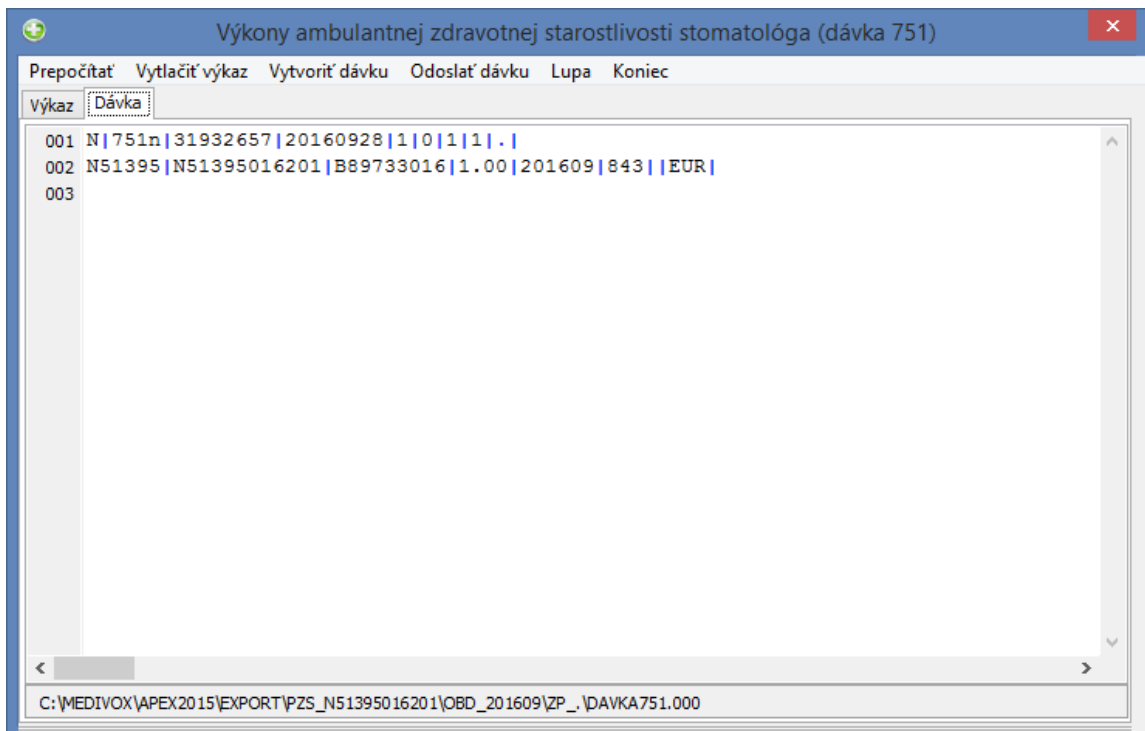 Výkony ambulantnej zdravotnej starostlivosti stomatológa (dávka 751)
Prepočítať Vytlačiť výkaz Vytvoriť dávku Odoslať dávku Lupa Koniec
Výkaz Dávka
001 N|751n|31932657|20160928|1|0|1|1|.|
002 N51395|N51395016201|B89733016|1.00|201609|843||EUR|
003
C:\MEDIVOX\APEX2015\EXPORT\PZS_N51395016201\OBD_201609\ZP_.\DAVKA751.000